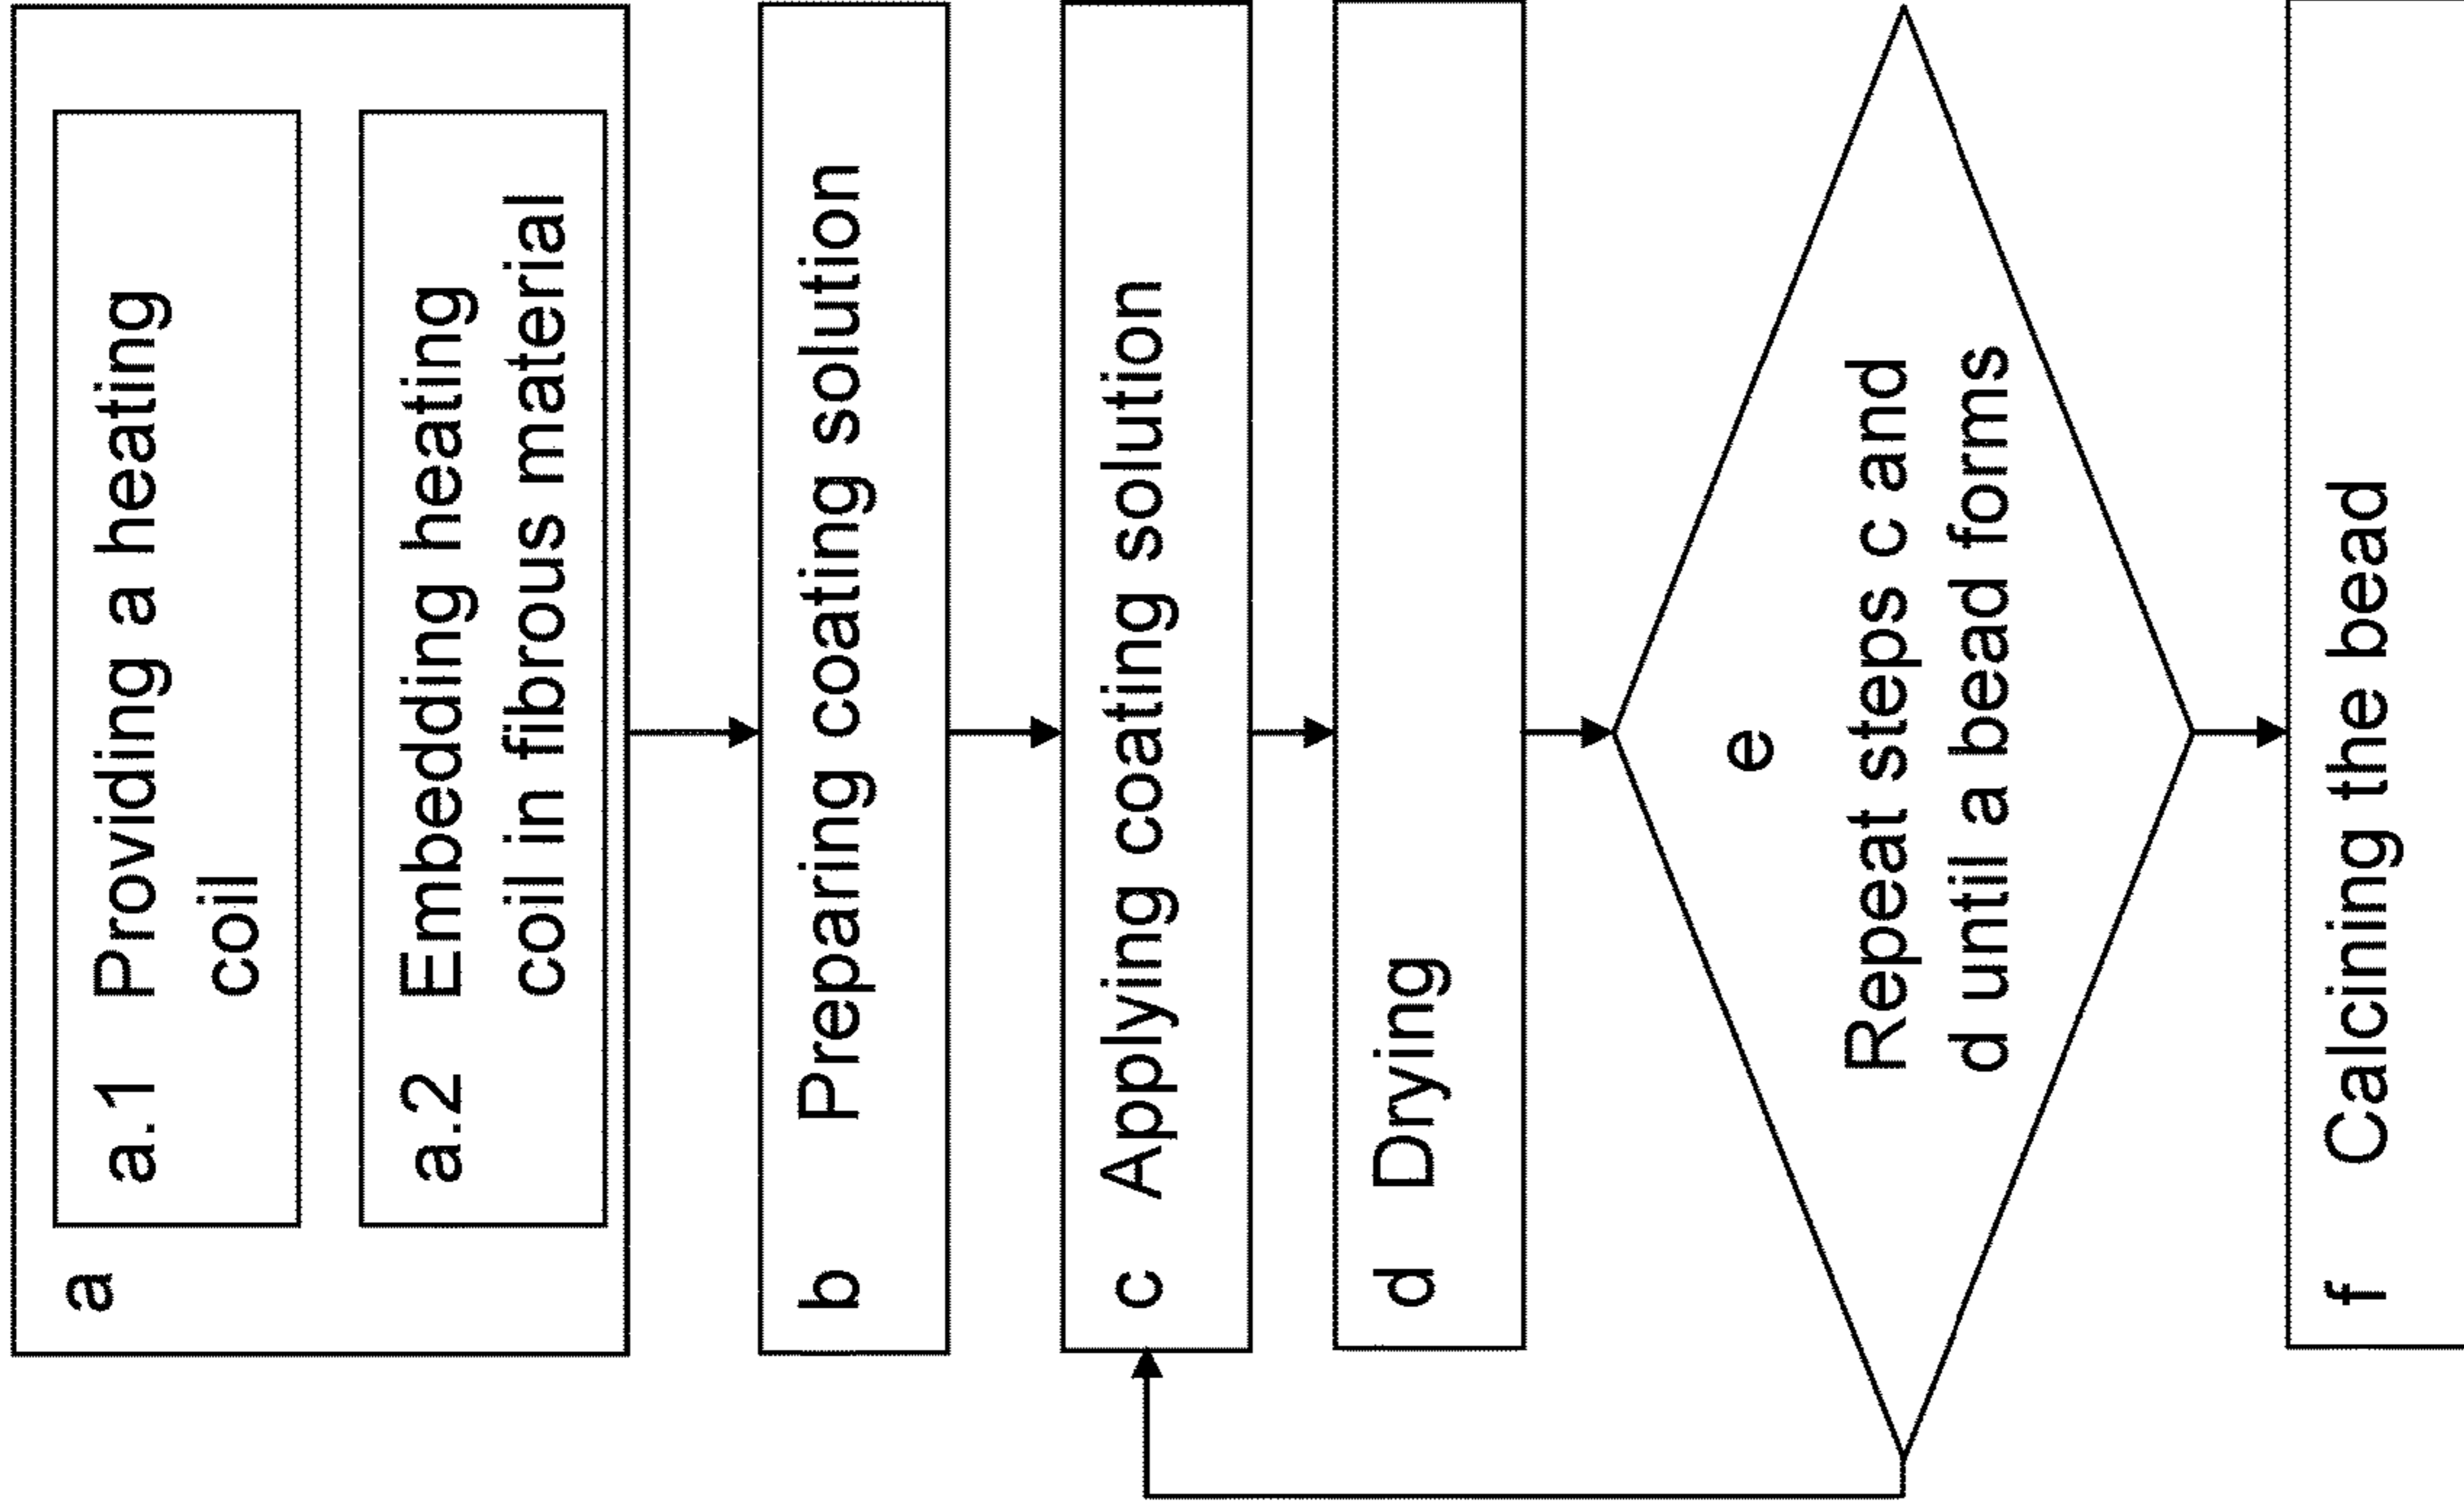 a
a.1 Providing a heating
coil
a.2 Embedding heating
coil in fibrous material
b Preparing coating solution
c Applying coating solution
d Drying
e
Repeat steps c and
d until a bead forms
f Calcining the bead